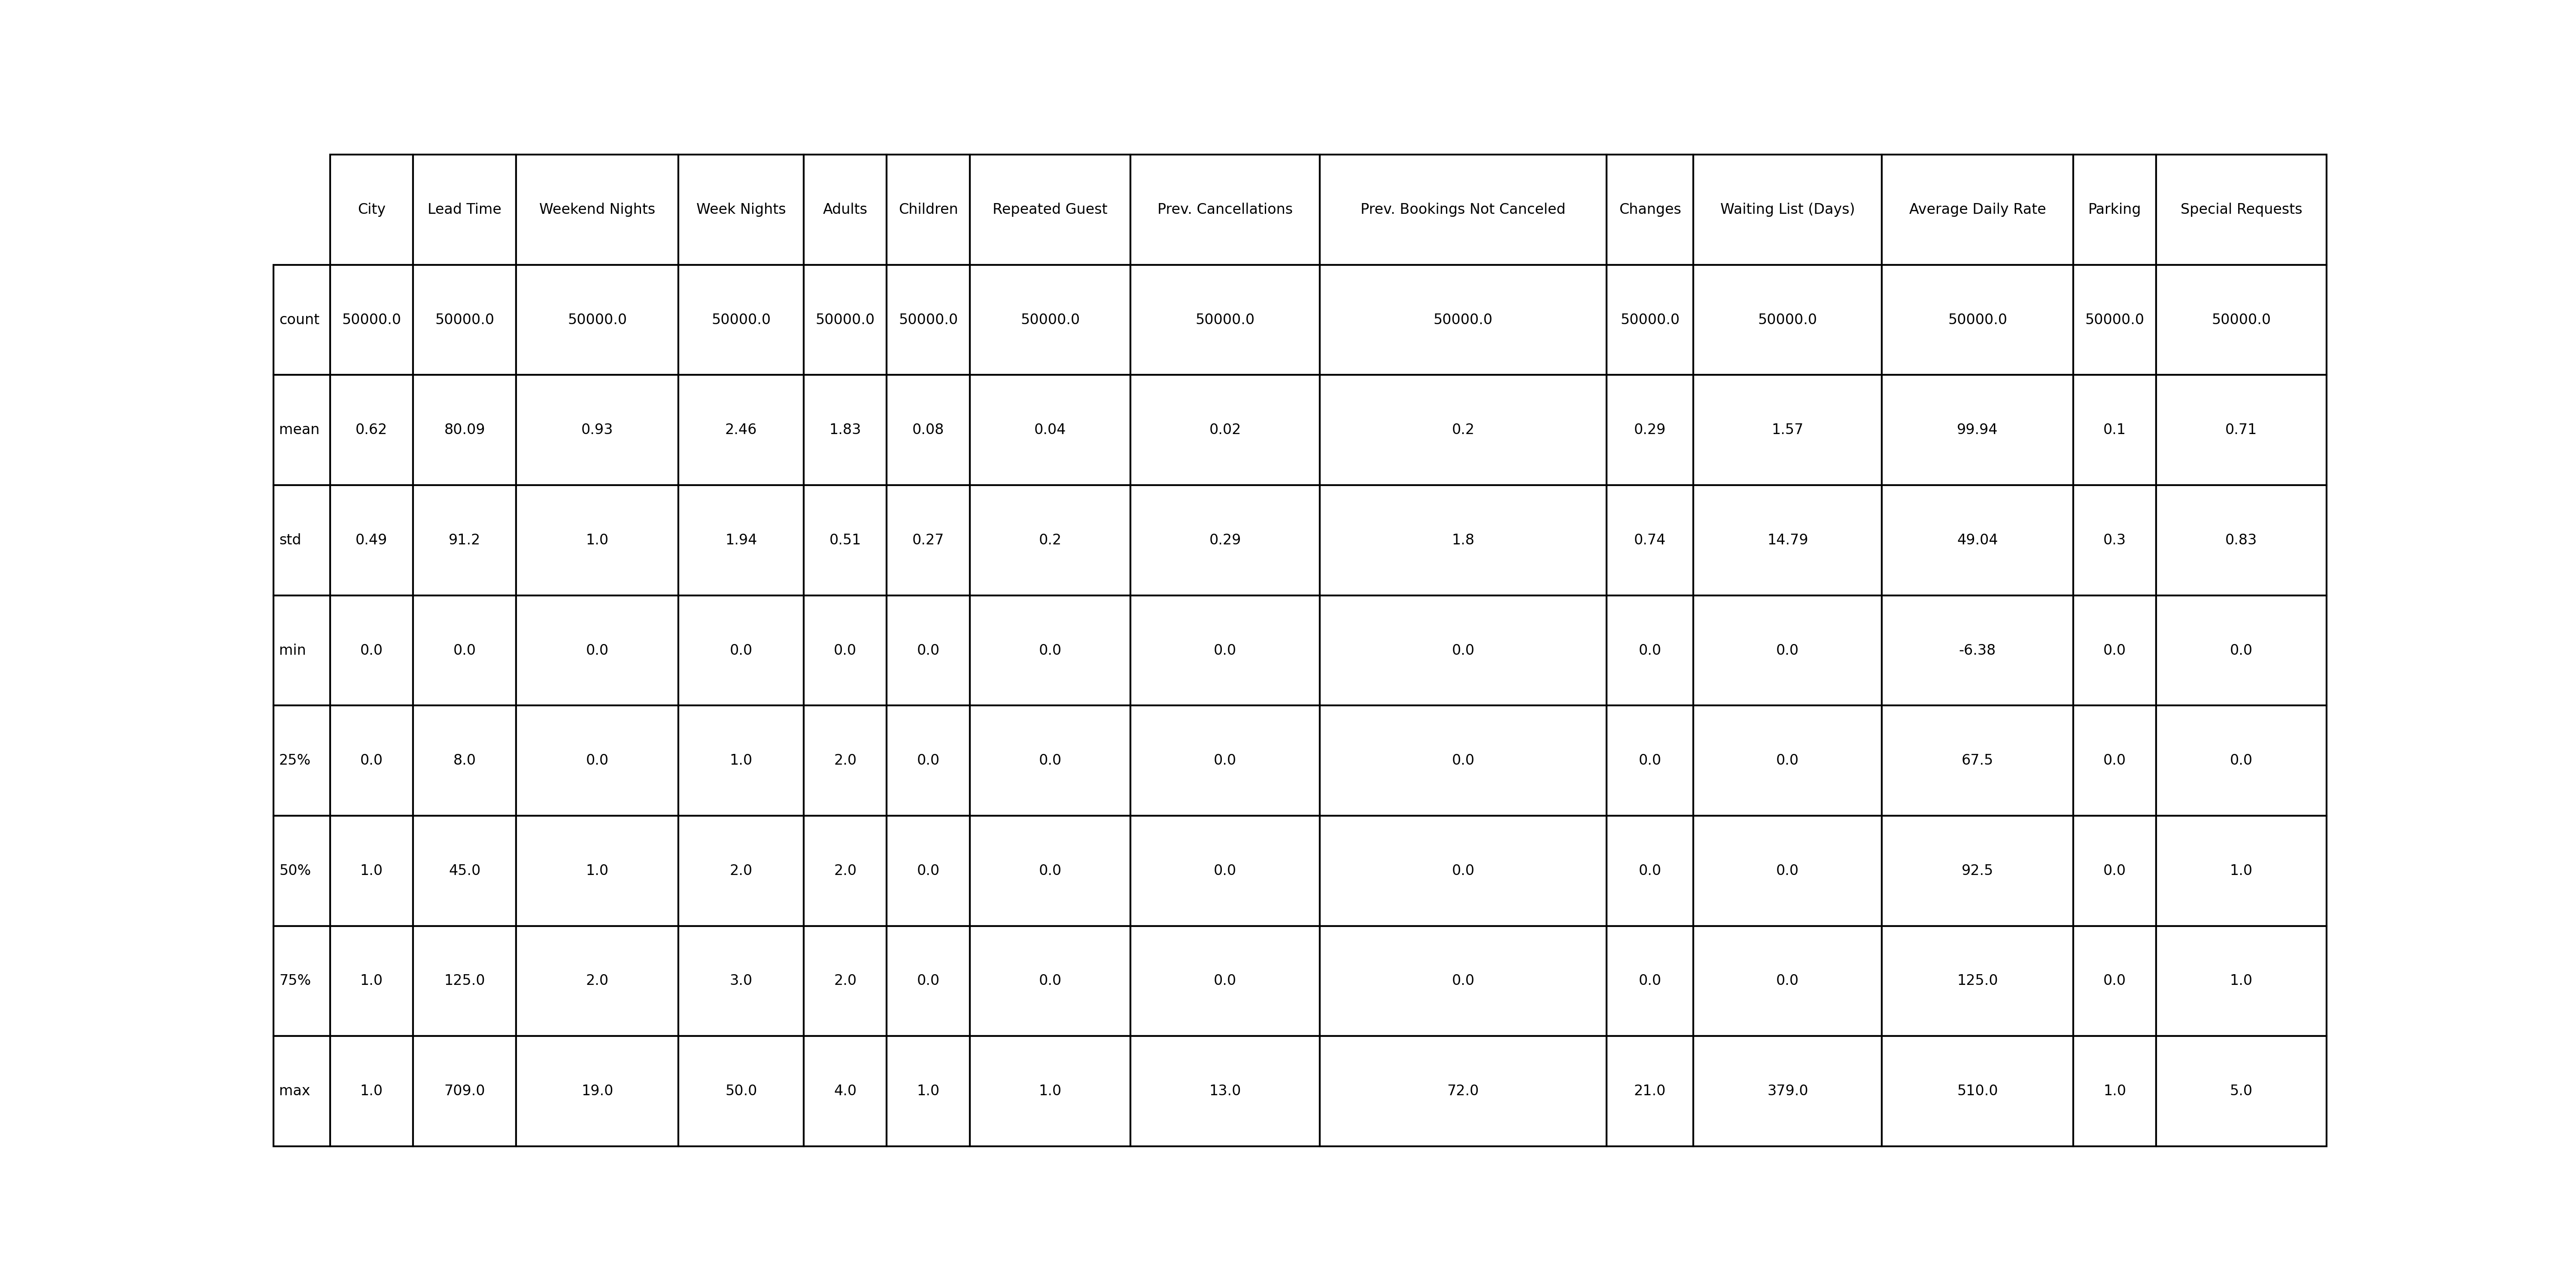 City Lead Time Weekend Nights Week Nights Adults Children Repeated Guest Prev. Cancellations Prev. Bookings Not Canceled Changes Waiting List (Days) Average Daily Rate Parking Special Requests
count 50000.0 50000.0 50000.0 50000.0 50000.0 50000.0 50000.0 50000.0 50000.0 50000.0 50000.0 50000.0 50000.0 50000.0
mean 0.62 80.09 0.93 2.46 1.83 0.08 0.04 0.02 0.2 0.29 1.57 99.94 0.1 0.71
std 0.49 91.2 1.0 1.94 0.51 0.27 0.2 0.29 1.8 0.74 14.79 49.04 0.3 0.83
min 0.0 0.0 0.0 0.0 0.0 0.0 0.0 0.0 0.0 0.0 0.0 -6.38 0.0 0.0
25% 0.0 8.0 0.0 1.0 2.0 0.0 0.0 0.0 0.0 0.0 0.0 67.5 0.0 0.0
50% 1.0 45.0 1.0 2.0 2.0 0.0 0.0 0.0 0.0 0.0 0.0 92.5 0.0 1.0
75% 1.0 125.0 2.0 3.0 2.0 0.0 0.0 0.0 0.0 0.0 0.0 125.0 0.0 1.0
max 1.0 709.0 19.0 50.0 4.0 1.0 1.0 13.0 72.0 21.0 379.0 510.0 1.0 5.0